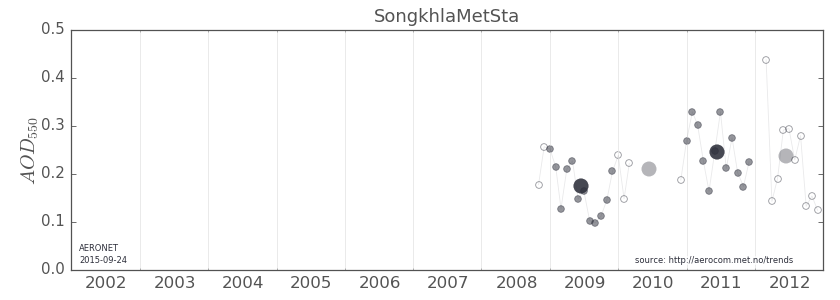 SongkhlaMetSta
0.5
0.4
0.3
0.2
0.1
0.0
AOD550
AERONET
2015-09-24
source: http://aerocom.met.no/trends
2002 2003 2004 2005 2006 2007 2008 2009 2010 2011 2012